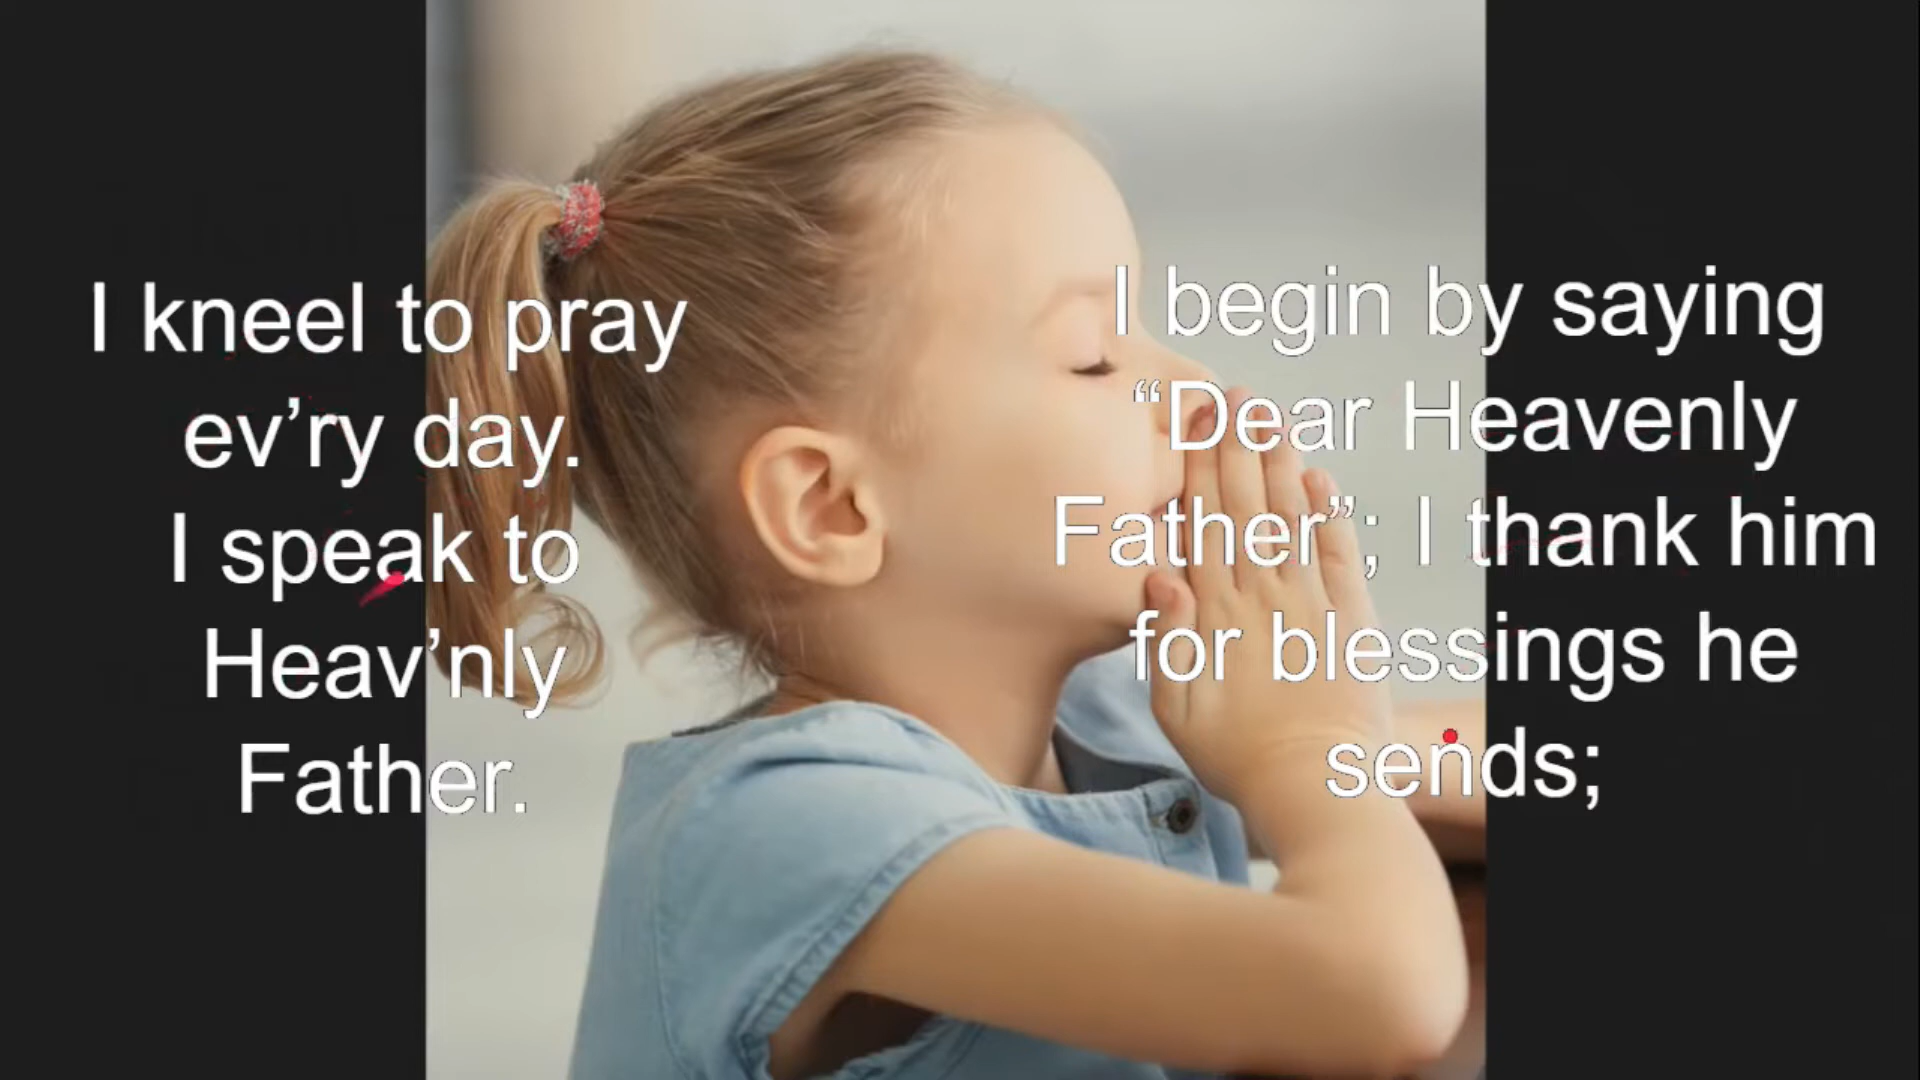 I kneel to pray
ev’ry day.
I speak to
Heav’nly
Father.
I begin by saying
“Dear Heavenly
Father”; I thank him
for blessings he
sends;